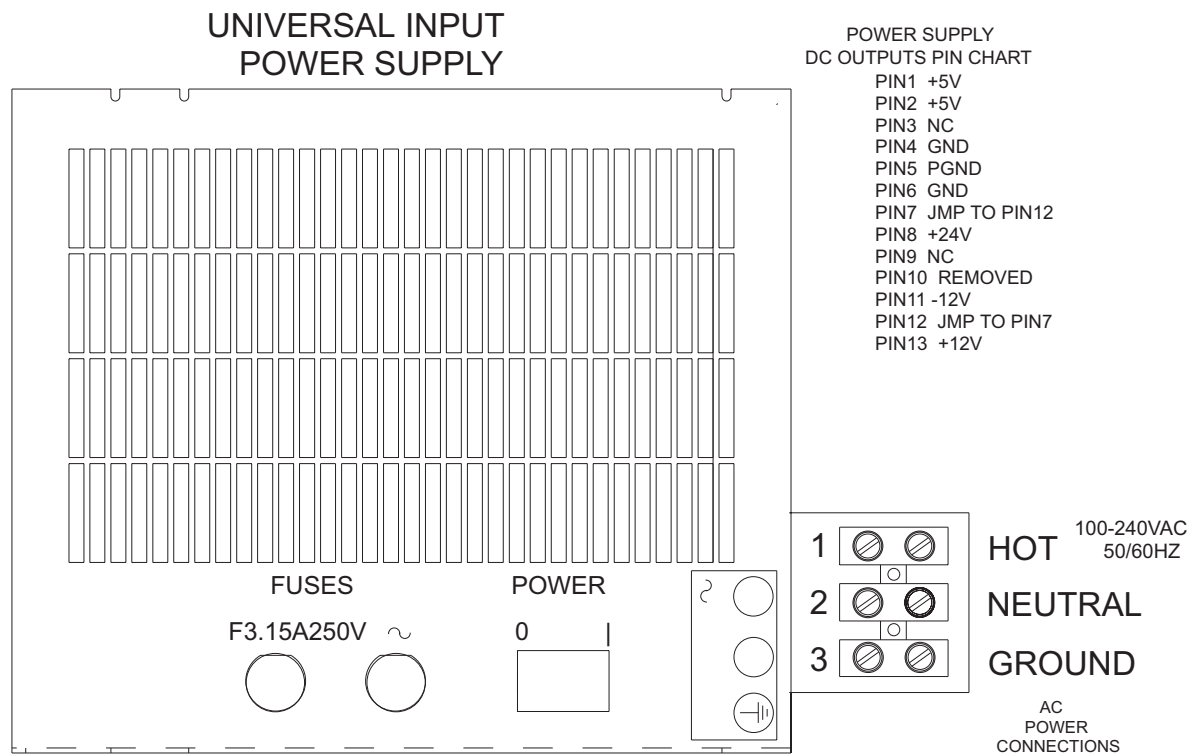 UNIVERSAL INPUT
POWER SUPPLY
POWER SUPPLY
DC OUTPUTS PIN CHART
PIN1 +5V
PIN2 +5V
PIN3 NC
PIN4 GND
PIN5 PGND
PIN6 GND
PIN7 JMP TO PIN12
PIN8 +24V
PIN9 NC
PIN10 REMOVED
PIN11 -12V
PIN12 JMP TO PIN7
PIN13 +12V
FUSES
F3.15A250V ~
POWER
0 |
~
1 HOT 100-240VAC
50/60HZ
2 NEUTRAL
3 GROUND
AC
POWER
CONNECTIONS